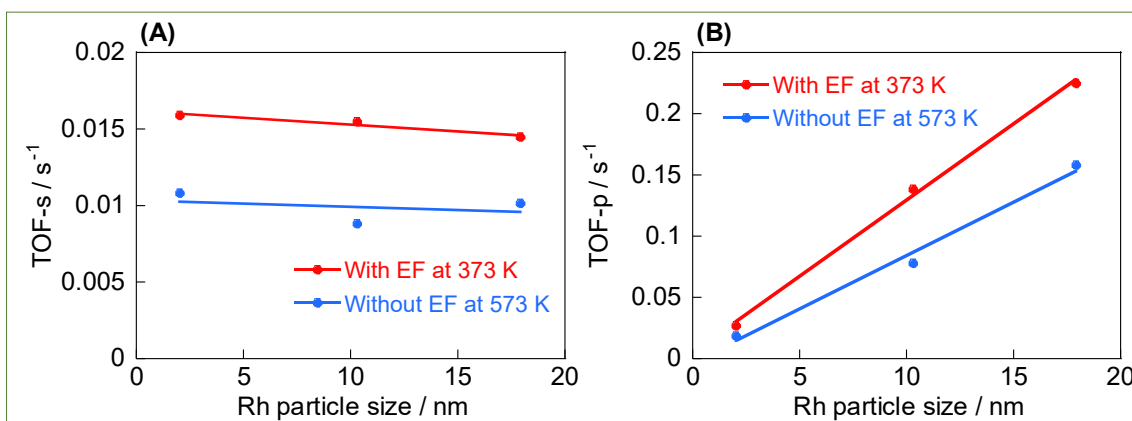 (A)
0.02
0.015
0.01
0.005
0
TOF-s / s⁻¹
With EF at 373 K
Without EF at 573 K
0 5 10 15 20
Rh particle size / nm
(B)
0.25
0.2
0.15
0.1
0.05
0
TOF-p / s⁻¹
With EF at 373 K
Without EF at 573 K
0 5 10 15 20
Rh particle size / nm